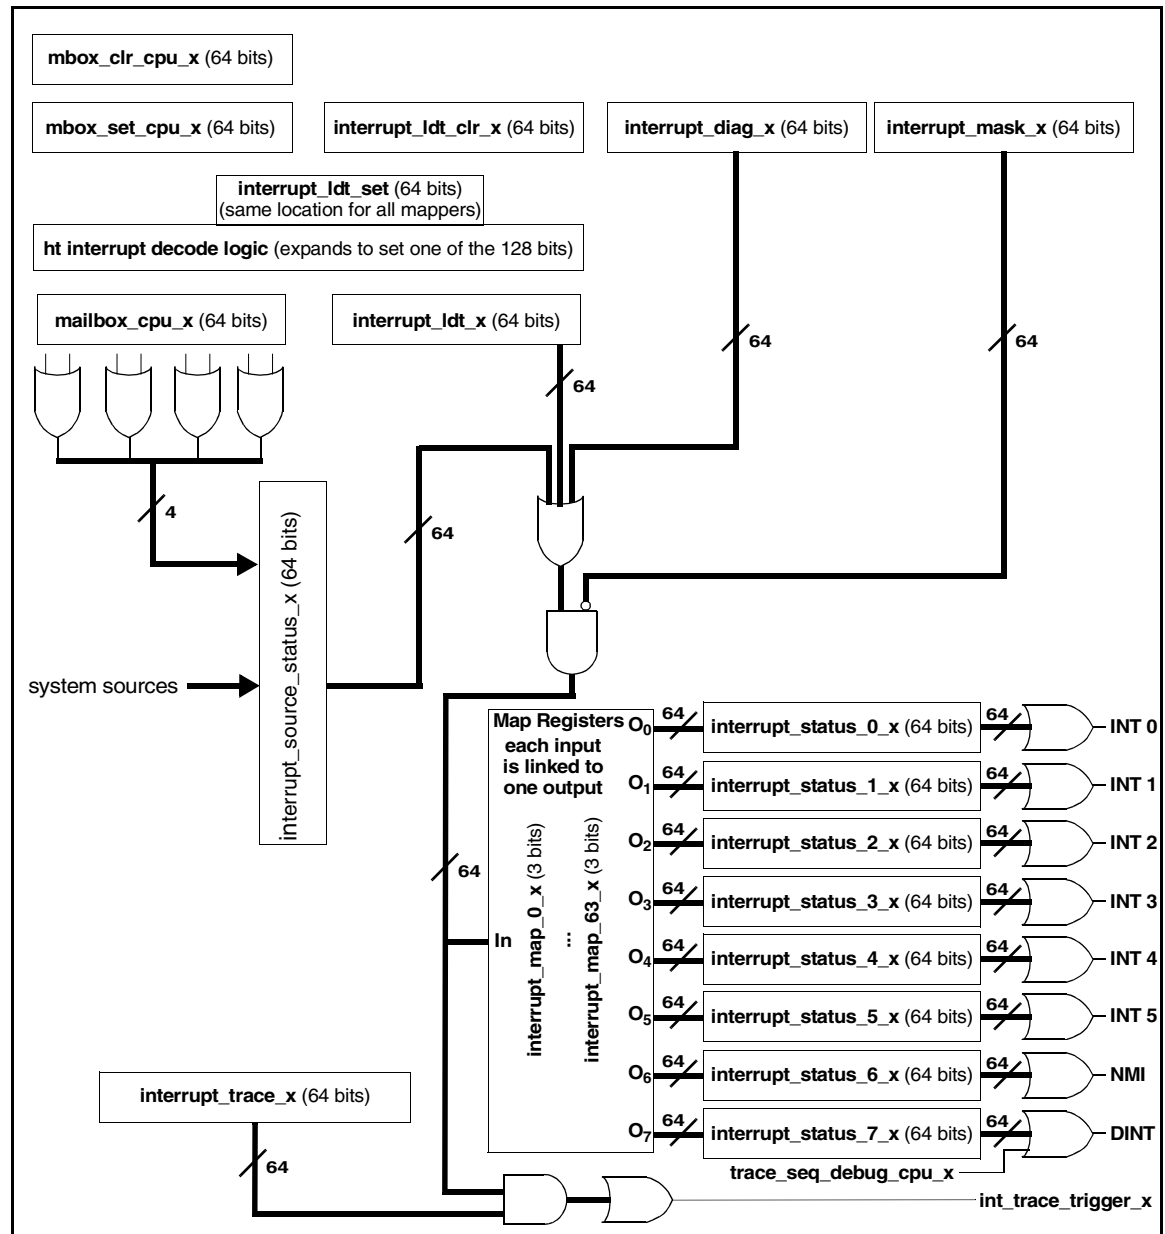 mbox_clr_cpu_x (64 bits)
mbox_set_cpu_x (64 bits)
interrupt_ldt_clr_x (64 bits)
interrupt_diag_x (64 bits)
interrupt_mask_x (64 bits)
interrupt_ldt_set (64 bits)
(same location for all mappers)
ht interrupt decode logic (expands to set one of the 128 bits)
mailbox_cpu_x (64 bits)
interrupt_ldt_x (64 bits)
64
64
64
4
64
interrupt_source_status_x (64 bits)
system sources
Map Registers
each input
is linked to
one output
interrupt_map_0_x (3 bits)
...
interrupt_map_63_x (3 bits)
In
64
O0
64
interrupt_status_0_x (64 bits)
64
INT 0
O1
64
interrupt_status_1_x (64 bits)
64
INT 1
O2
64
interrupt_status_2_x (64 bits)
64
INT 2
O3
64
interrupt_status_3_x (64 bits)
64
INT 3
O4
64
interrupt_status_4_x (64 bits)
64
INT 4
O5
64
interrupt_status_5_x (64 bits)
64
INT 5
O6
64
interrupt_status_6_x (64 bits)
64
NMI
O7
64
interrupt_status_7_x (64 bits)
64
DINT
trace_seq_debug_cpu_x
interrupt_trace_x (64 bits)
64
int_trace_trigger_x